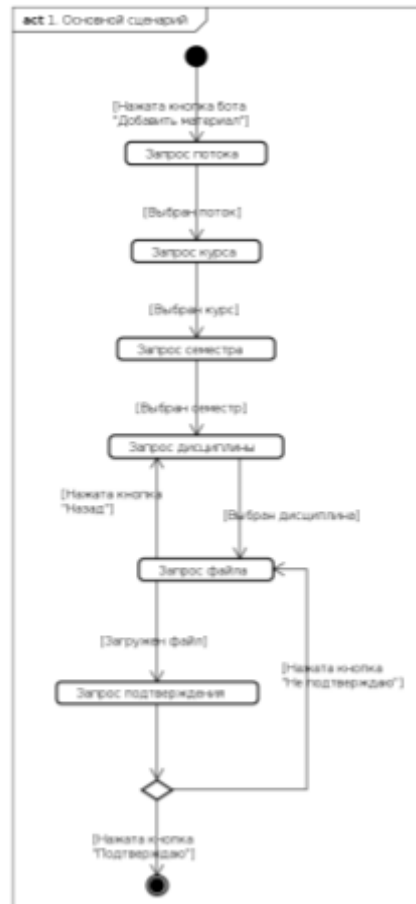 act 1. Основной сценарий
[Нажата кнопка бота
"Добавить материал"]
Запрос потока
[Выбран поток]
Запрос курса
[Выбран курс]
Запрос семестра
[Выбран семестр]
Запрос дисциплины
[Нажата кнопка
"Назад"]
[Выбран дисциплина]
Запрос файла
[Загружен файл]
[Нажата кнопка
"Не подтверждаю"]
Запрос подтверждения
[Нажата кнопка
"Подтверждаю"]